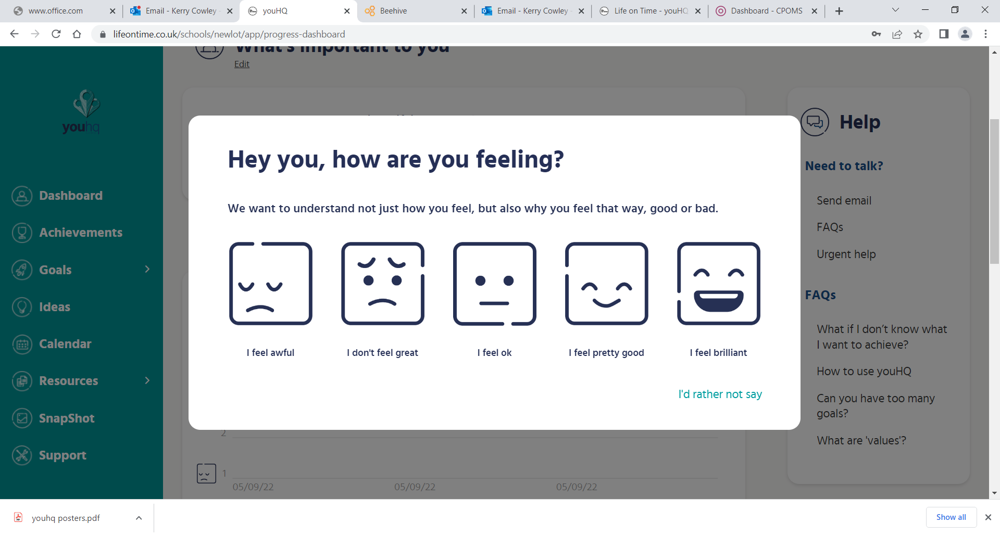 www.office.com
Email - Kerry Cowley -
youHQ
Beehive
Email - Kerry Cowley -
Life on Time - youHQ
Dashboard - CPOMS
lifeontime.co.uk/schools/newlot/app/progress-dashboard
What's important to you
Edit
youhq
Dashboard
Achievements
Goals
Ideas
Calendar
Resources
SnapShot
Support
Hey you, how are you feeling?
We want to understand not just how you feel, but also why you feel that way, good or bad.
I feel awful
I don't feel great
I feel ok
I feel pretty good
I feel brilliant
I'd rather not say
2
1
05/09/22
05/09/22
05/09/22
Help
Need to talk?
Send email
FAQs
Urgent help
FAQs
What if I don’t know what
I want to achieve?
How to use youHQ
Can you have too many
goals?
What are 'values'?
youhq posters.pdf
Show all